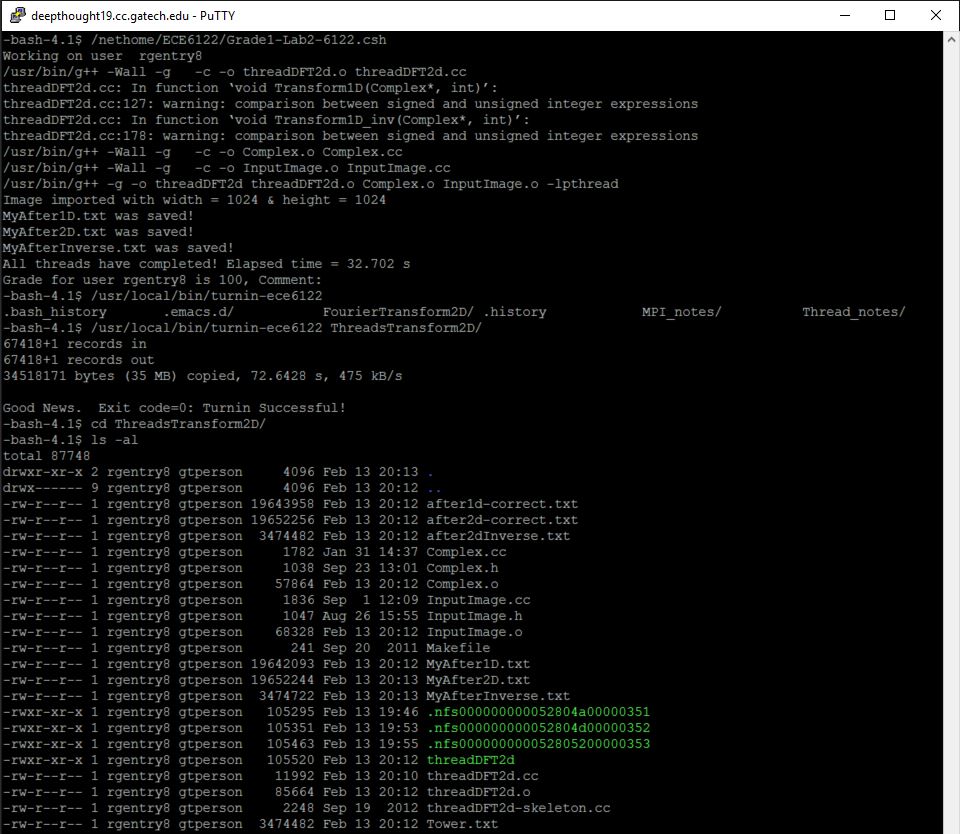 deepthought19.cc.gatech.edu - PuTTY
-bash-4.1$ /nethome/ECE6122/Grade1-Lab2-6122.csh
Working on user  rgentry8
/usr/bin/g++ -Wall -g   -c -o threadDFT2d.o threadDFT2d.cc
threadDFT2d.cc: In function ‘void Transform1D(Complex*, int)’:
threadDFT2d.cc:127: warning: comparison between signed and unsigned integer expressions
threadDFT2d.cc: In function ‘void Transform1D_inv(Complex*, int)’:
threadDFT2d.cc:178: warning: comparison between signed and unsigned integer expressions
/usr/bin/g++ -Wall -g   -c -o Complex.o Complex.cc
/usr/bin/g++ -Wall -g   -c -o InputImage.o InputImage.cc
/usr/bin/g++ -g -o threadDFT2d threadDFT2d.o Complex.o InputImage.o -lpthread
Image imported with width = 1024 & height = 1024
MyAfter1D.txt was saved!
MyAfter2D.txt was saved!
MyAfterInverse.txt was saved!
All threads have completed! Elapsed time = 32.702 s
Grade for user rgentry8 is 100, Comment:
-bash-4.1$ /usr/local/bin/turnin-ece6122
.bash_history       .emacs.d/           FourierTransform2D/ .history            MPI_notes/          Thread_notes/
-bash-4.1$ /usr/local/bin/turnin-ece6122 ThreadsTransform2D/
67418+1 records in
67418+1 records out
34518171 bytes (35 MB) copied, 72.6428 s, 475 kB/s
Good News.  Exit code=0: Turnin Successful!
-bash-4.1$ cd ThreadsTransform2D/
-bash-4.1$ ls -al
total 87748
drwxr-xr-x 2 rgentry8 gtperson     4096 Feb 13 20:13 .
drwx------ 9 rgentry8 gtperson     4096 Feb 13 20:12 ..
-rw-r--r-- 1 rgentry8 gtperson 19643958 Feb 13 20:12 after1d-correct.txt
-rw-r--r-- 1 rgentry8 gtperson 19652256 Feb 13 20:12 after2d-correct.txt
-rw-r--r-- 1 rgentry8 gtperson  3474482 Feb 13 20:12 after2dInverse.txt
-rw-r--r-- 1 rgentry8 gtperson     1782 Jan 31 14:37 Complex.cc
-rw-r--r-- 1 rgentry8 gtperson     1038 Sep 23 13:01 Complex.h
-rw-r--r-- 1 rgentry8 gtperson    57864 Feb 13 20:12 Complex.o
-rw-r--r-- 1 rgentry8 gtperson     1836 Sep  1 12:09 InputImage.cc
-rw-r--r-- 1 rgentry8 gtperson     1047 Aug 26 15:55 InputImage.h
-rw-r--r-- 1 rgentry8 gtperson    68328 Feb 13 20:12 InputImage.o
-rw-r--r-- 1 rgentry8 gtperson      241 Sep 20  2011 Makefile
-rw-r--r-- 1 rgentry8 gtperson 19642093 Feb 13 20:12 MyAfter1D.txt
-rw-r--r-- 1 rgentry8 gtperson 19652244 Feb 13 20:13 MyAfter2D.txt
-rw-r--r-- 1 rgentry8 gtperson  3474722 Feb 13 20:13 MyAfterInverse.txt
-rwxr-xr-x 1 rgentry8 gtperson   105295 Feb 13 19:46 .nfs000000000052804a00000351
-rwxr-xr-x 1 rgentry8 gtperson   105351 Feb 13 19:53 .nfs000000000052804d00000352
-rwxr-xr-x 1 rgentry8 gtperson   105463 Feb 13 19:55 .nfs000000000052805200000353
-rwxr-xr-x 1 rgentry8 gtperson   105520 Feb 13 20:12 threadDFT2d
-rw-r--r-- 1 rgentry8 gtperson    11992 Feb 13 20:10 threadDFT2d.cc
-rw-r--r-- 1 rgentry8 gtperson    85664 Feb 13 20:12 threadDFT2d.o
-rw-r--r-- 1 rgentry8 gtperson     2248 Sep 19  2012 threadDFT2d-skeleton.cc
-rw-r--r-- 1 rgentry8 gtperson  3474482 Feb 13 20:12 Tower.txt